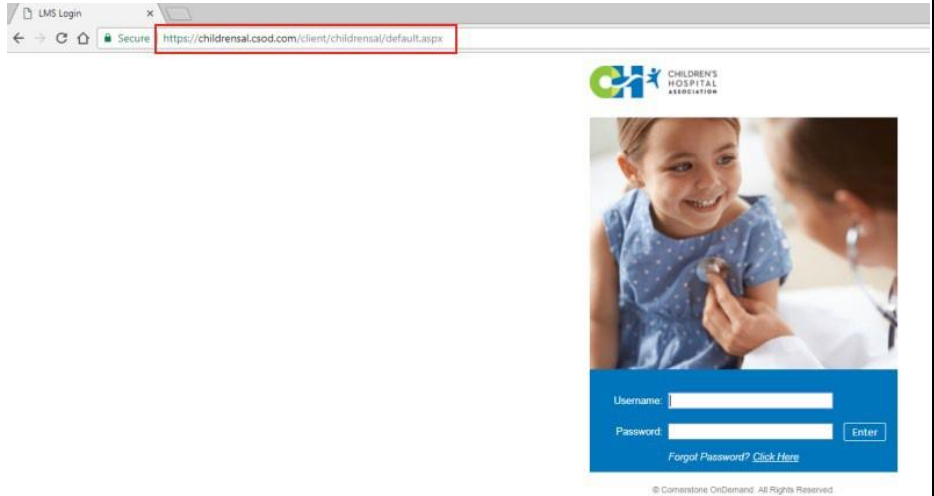 LMS Login
Secure https://childrensal.csod.com/client/childrensal/default.aspx
CHILDREN'S
HOSPITAL
ASSOCIATION
Username:
Password: Enter
Forgot Password? Click Here
© Cornerstone OnDemand All Rights Reserved